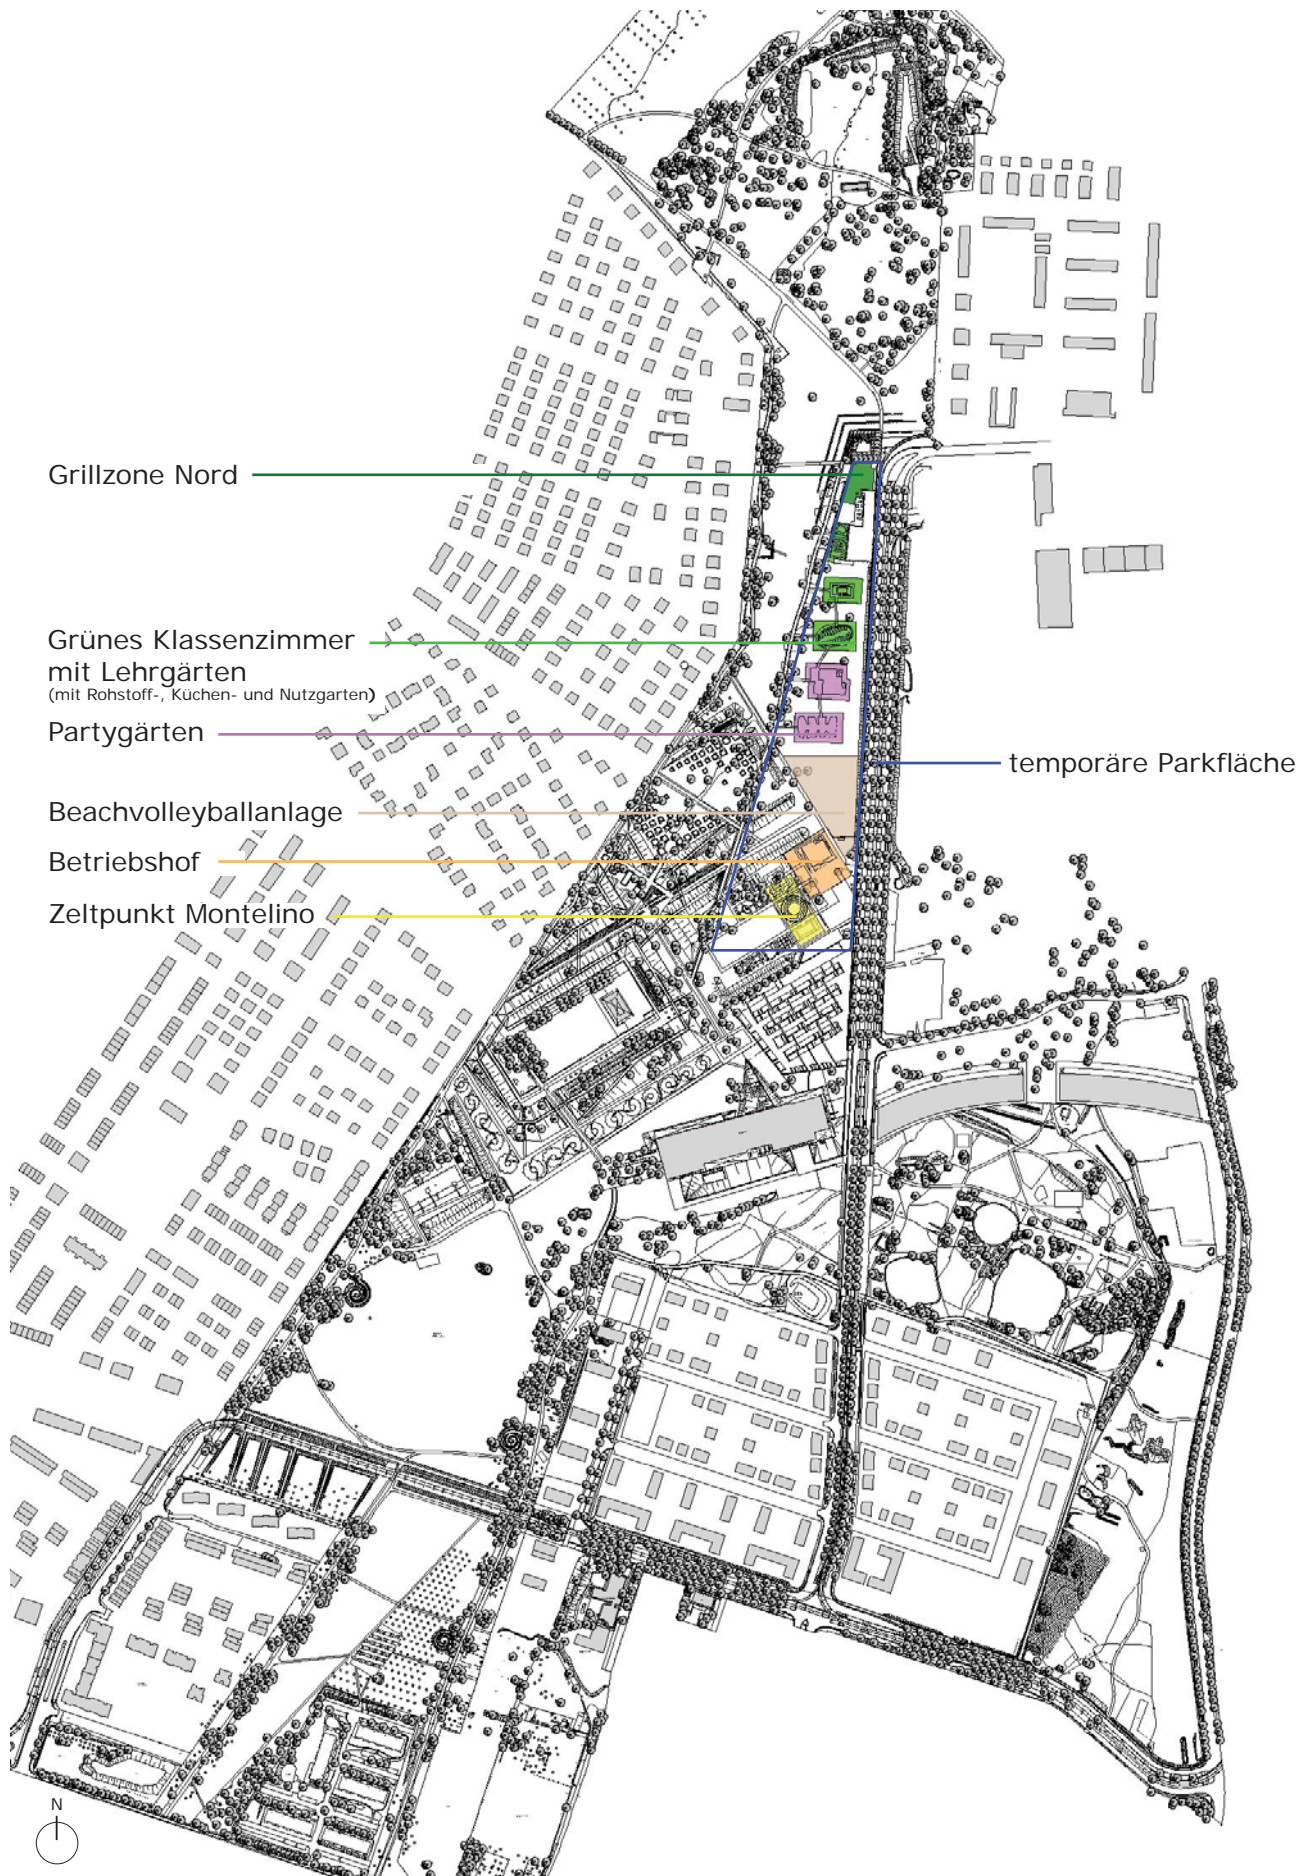 Grillzone Nord
Grünes Klassenzimmer
mit Lehrgärten
(mit Rohstoff-, Küchen- und Nutzgarten)
Partygärten
temporäre Parkfläche
Beachvolleyballanlage
Betriebshof
Zeltpunkt Montelino
N